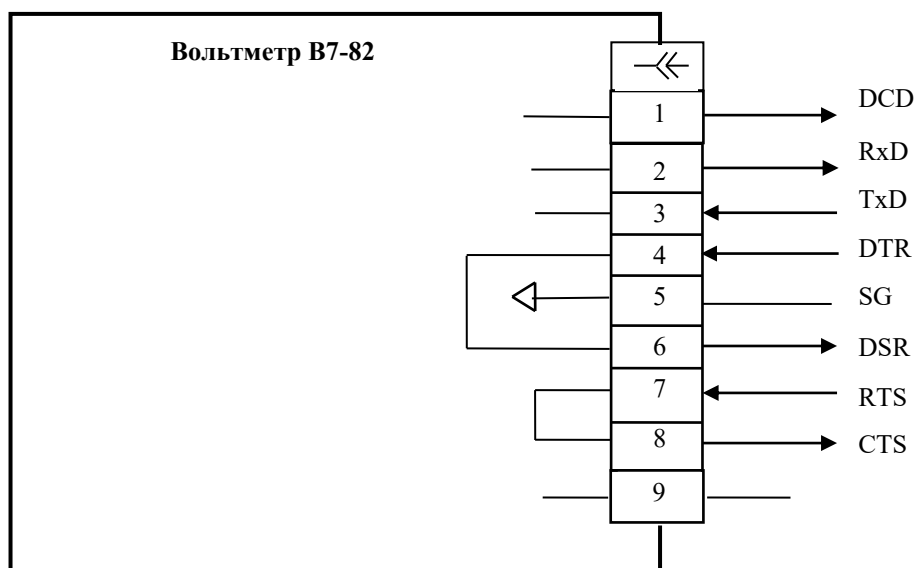 Вольтметр В7-82
1 DCD
2 RxD
3 TxD
4 DTR
5 SG
6 DSR
7 RTS
8 CTS
9